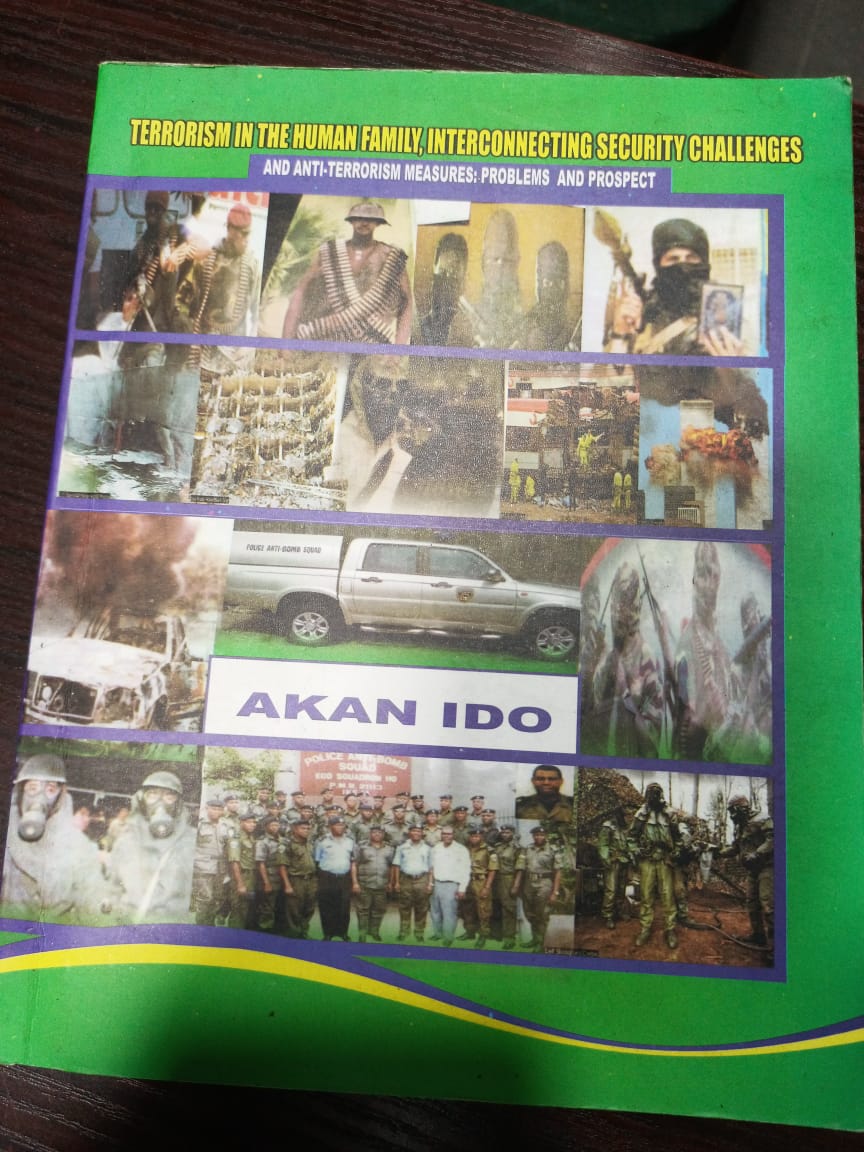 TERRORISM IN THE HUMAN FAMILY, INTERCONNECTING SECURITY CHALLENGES
AND ANTI-TERRORISM MEASURES: PROBLEMS AND PROSPECT
POLICE ANTI-BOMB SQUAD
AKAN IDO
POLICE ANTI-BOMB
SQUAD
EOD SQUADRON HQ